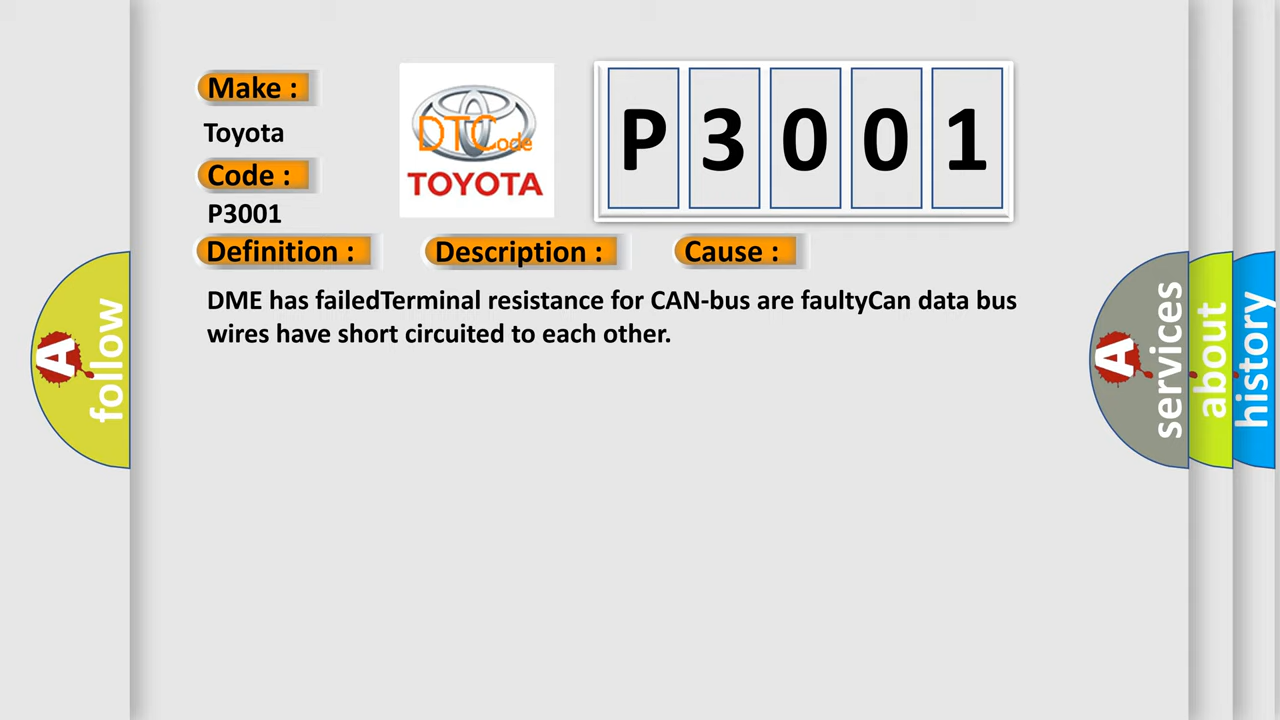 Make :
Toyota
Code :
P3001
DTCode
TOYOTA
P3001
Definition :
Description :
Cause :
DME has failedTerminal resistance for CAN-bus are faultyCan data bus
wires have short circuited to each other.
A
follow
A
services
about
history